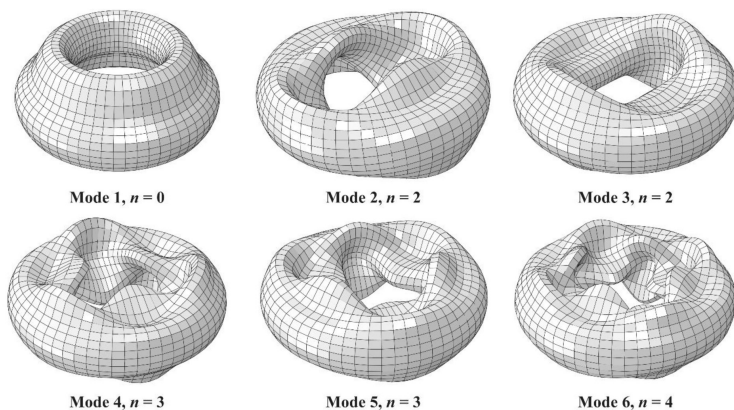 Mode 1, n = 0
Mode 2, n = 2
Mode 3, n = 2
Mode 4, n = 3
Mode 5, n = 3
Mode 6, n = 4